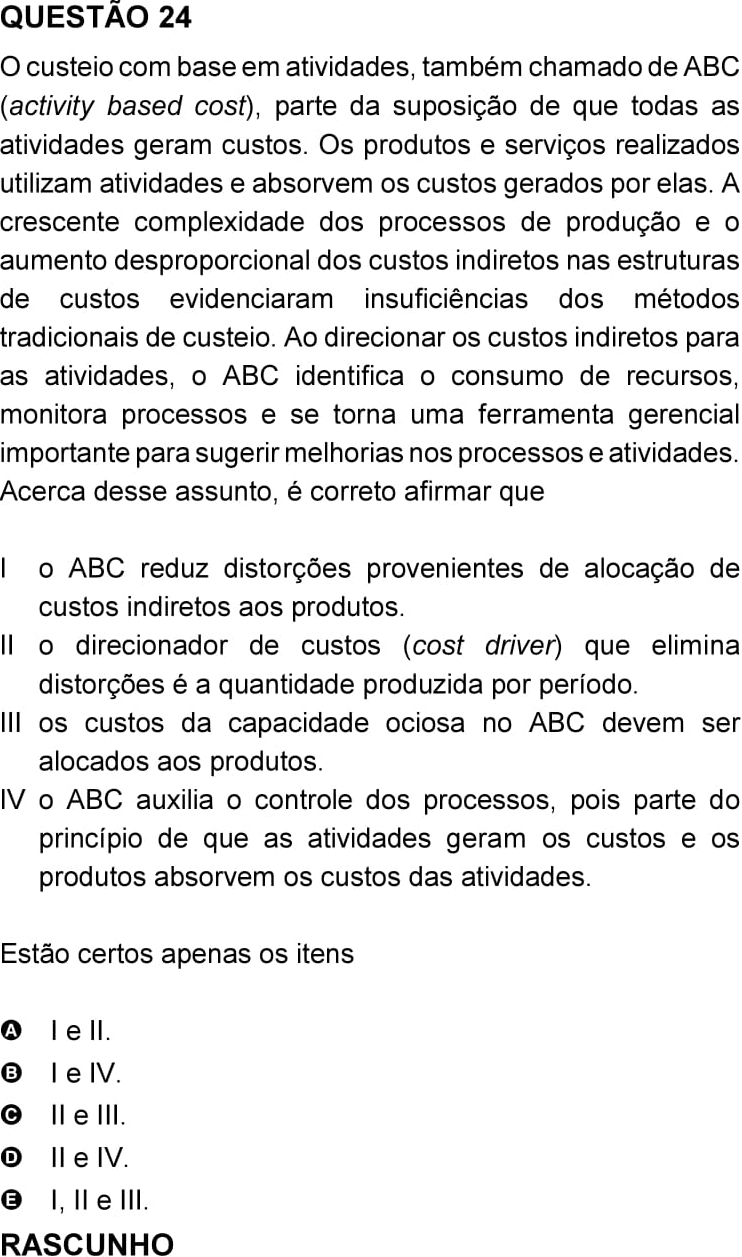 QUESTÃO 24
O custeio com base em atividades, também chamado de ABC
(activity based cost), parte da suposição de que todas as
atividades geram custos. Os produtos e serviços realizados
utilizam atividades e absorvem os custos gerados por elas. A
crescente complexidade dos processos de produção e o
aumento desproporcional dos custos indiretos nas estruturas
de custos evidenciaram insuficiências dos métodos
tradicionais de custeio. Ao direcionar os custos indiretos para
as atividades, o ABC identifica o consumo de recursos,
monitora processos e se torna uma ferramenta gerencial
importante para sugerir melhorias nos processos e atividades.
Acerca desse assunto, é correto afirmar que
I o ABC reduz distorções provenientes de alocação de
custos indiretos aos produtos.
II o direcionador de custos (cost driver) que elimina
distorções é a quantidade produzida por período.
III os custos da capacidade ociosa no ABC devem ser
alocados aos produtos.
IV o ABC auxilia o controle dos processos, pois parte do
princípio de que as atividades geram os custos e os
produtos absorvem os custos das atividades.
Estão certos apenas os itens
A I e II.
B I e IV.
C II e III.
D II e IV.
E I, II e III.
RASCUNHO